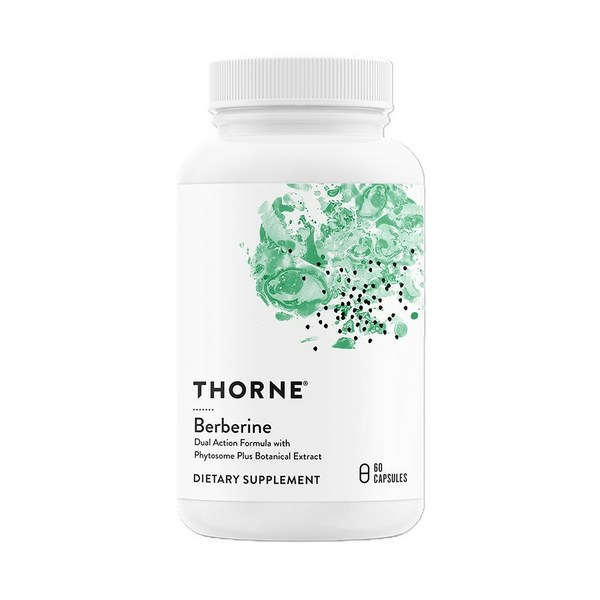 THORNE®
Berberine
Dual Action Formula with
Phytosome Plus Botanical Extract
DIETARY SUPPLEMENT
60
CAPSULES